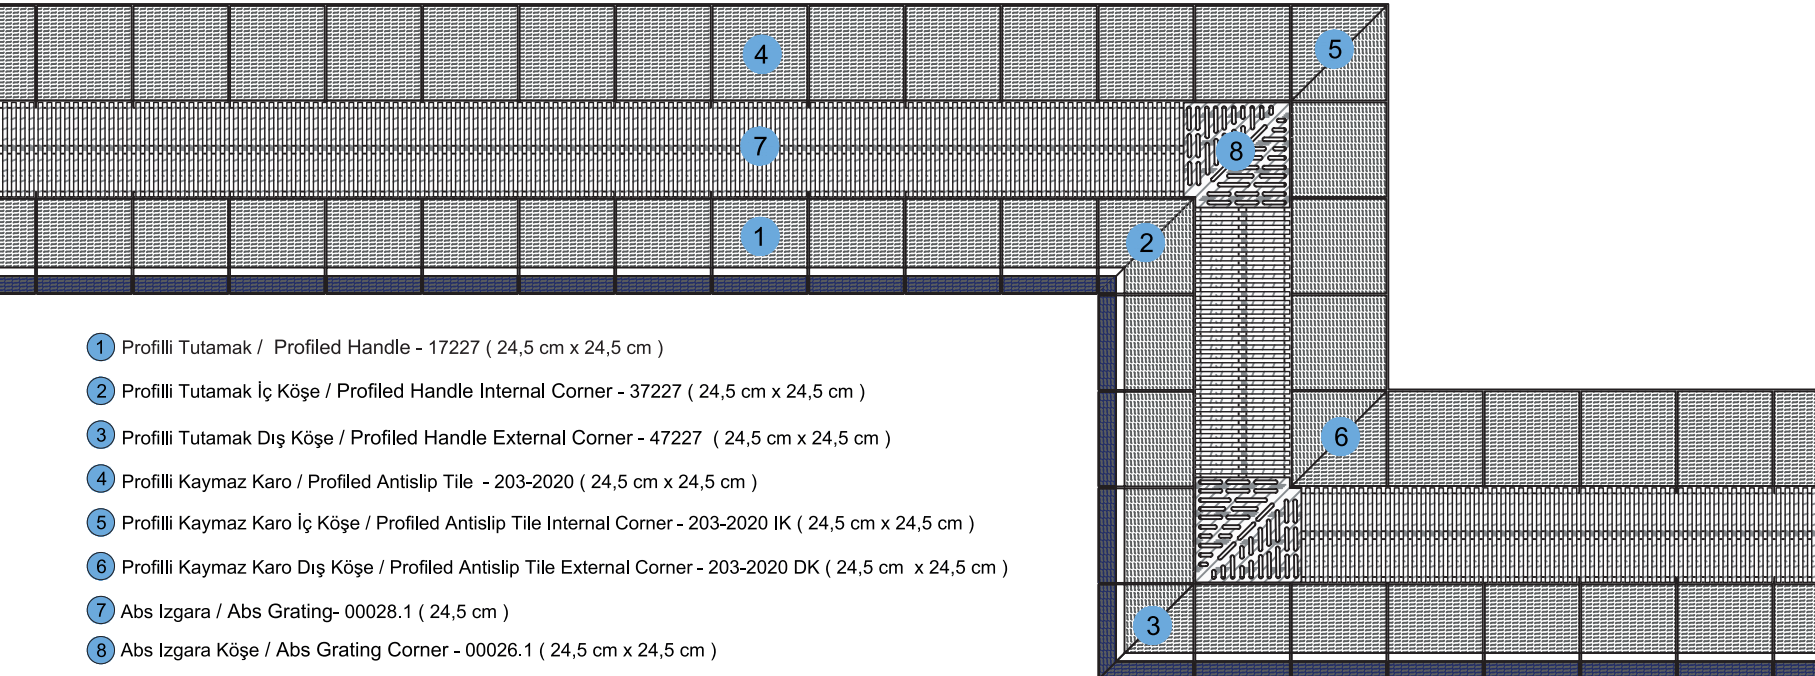 4
5
7
8
1
2
6
3
1 Profilli Tutamak / Profiled Handle - 17227 ( 24,5 cm x 24,5 cm )
2 Profilli Tutamak İç Köşe / Profiled Handle Internal Corner - 37227 ( 24,5 cm x 24,5 cm )
3 Profilli Tutamak Dış Köşe / Profiled Handle External Corner - 47227 ( 24,5 cm x 24,5 cm )
4 Profilli Kaymaz Karo / Profiled Antislip Tile - 203-2020 ( 24,5 cm x 24,5 cm )
5 Profilli Kaymaz Karo İç Köşe / Profiled Antislip Tile Internal Corner - 203-2020 IK ( 24,5 cm x 24,5 cm )
6 Profilli Kaymaz Karo Dış Köşe / Profiled Antislip Tile External Corner - 203-2020 DK ( 24,5 cm x 24,5 cm )
7 Abs Izgara / Abs Grating- 00028.1 ( 24,5 cm )
8 Abs Izgara Köşe / Abs Grating Corner - 00026.1 ( 24,5 cm x 24,5 cm )